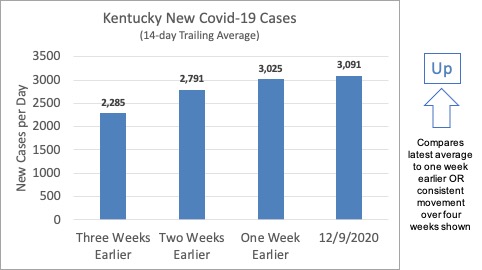 Kentucky New Covid-19 Cases
(14-day Trailing Average)
New Cases per Day
3500
3000
2500
2000
1500
1000
500
0
2,285
2,791
3,025
3,091
Three Weeks
Earlier
Two Weeks
Earlier
One Week
Earlier
12/9/2020
Up
Compares
latest average
to one week
earlier OR
consistent
movement
over four
weeks shown